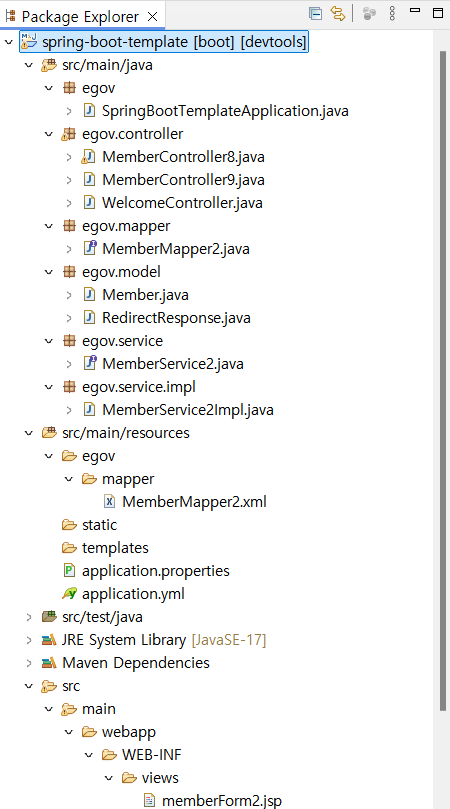 Package Explorer
spring-boot-template [boot] [devtools]
src/main/java
egov
SpringBootTemplateApplication.java
egov.controller
MemberController8.java
MemberController9.java
WelcomeController.java
egov.mapper
MemberMapper2.java
egov.model
Member.java
RedirectResponse.java
egov.service
MemberService2.java
egov.service.impl
MemberService2Impl.java
src/main/resources
egov
mapper
MemberMapper2.xml
static
templates
application.properties
application.yml
src/test/java
JRE System Library [JavaSE-17]
Maven Dependencies
src
main
webapp
WEB-INF
views
memberForm2.jsp